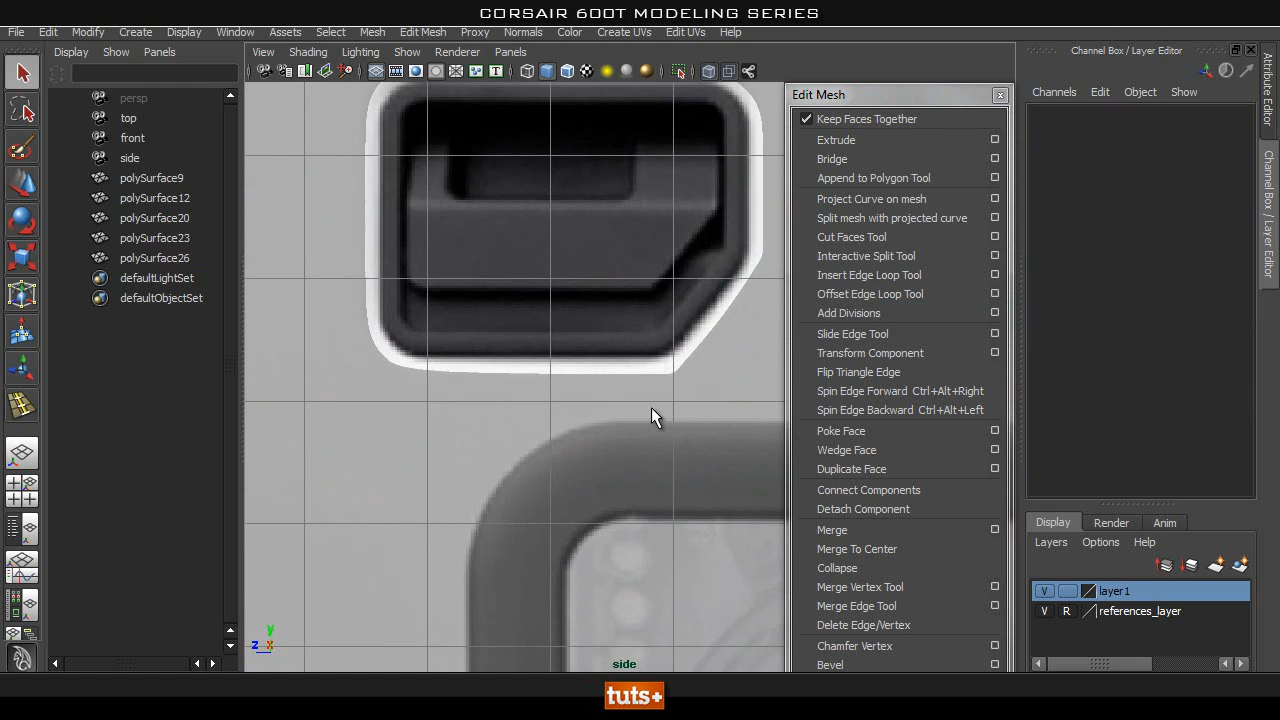 CORSAIR 600T MODELING SERIES
File Edit Modify Create Display Window Assets Select Mesh Edit Mesh Proxy Normals Color Create UVs Edit UVs Help
Display Show Panels
View Shading Lighting Show Renderer Panels
Channel Box / Layer Editor
Channels Edit Object Show
Attribute Editor
Channel Box / Layer Editor
persp
top
front
side
polySurface9
polySurface12
polySurface20
polySurface23
polySurface26
defaultLightSet
defaultObjectSet
Edit Mesh
Keep Faces Together
Extrude
Bridge
Append to Polygon Tool
Project Curve on mesh
Split mesh with projected curve
Cut Faces Tool
Interactive Split Tool
Insert Edge Loop Tool
Offset Edge Loop Tool
Add Divisions
Slide Edge Tool
Transform Component
Flip Triangle Edge
Spin Edge Forward Ctrl+Alt+Right
Spin Edge Backward Ctrl+Alt+Left
Poke Face
Wedge Face
Duplicate Face
Connect Components
Detach Component
Merge
Merge To Center
Collapse
Merge Vertex Tool
Merge Edge Tool
Delete Edge/Vertex
Chamfer Vertex
Bevel
y
z x
side
Display Render Anim
Layers Options Help
V layer1
V R references_layer
tuts+